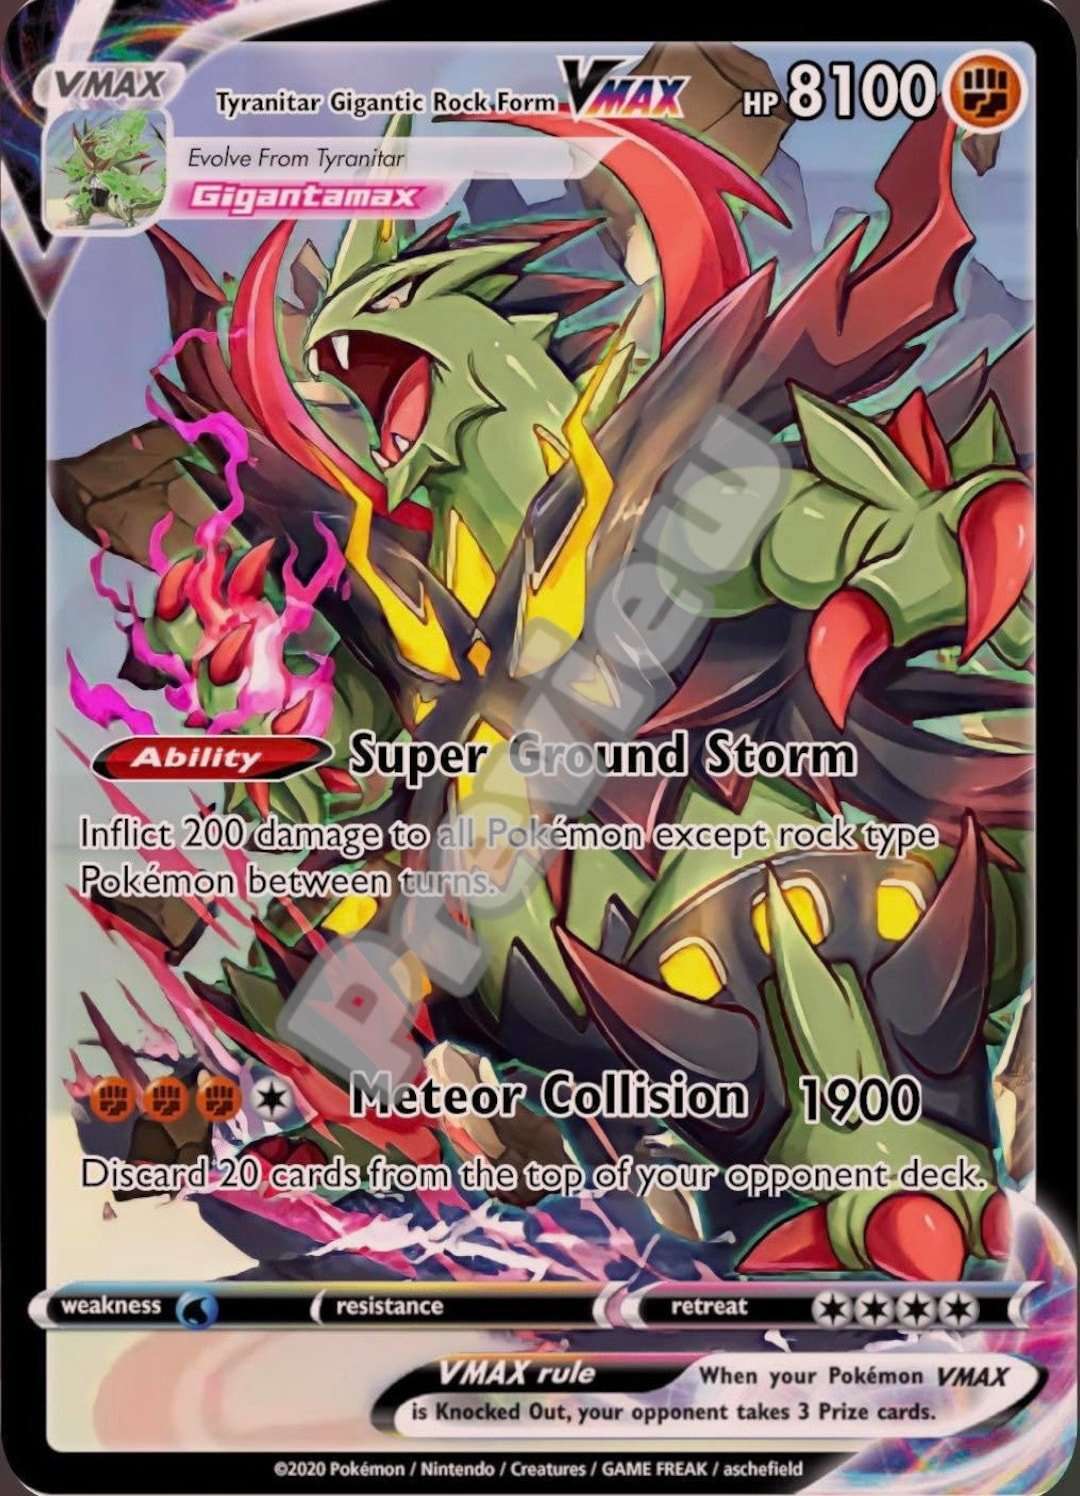 VMAX
Tyranitar Gigantic Rock Form VMAX HP 8100
Evolve From Tyranitar
Gigantamax
Preview
Ability Super Ground Storm
Inflict 200 damage to all Pokémon except rock type
Pokémon between turns.
Meteor Collision 1900
Discard 20 cards from the top of your opponent deck.
weakness resistance retreat
VMAX rule When your Pokémon VMAX
is Knocked Out, your opponent takes 3 Prize cards.
©2020 Pokémon / Nintendo / Creatures / GAME FREAK / aschefield